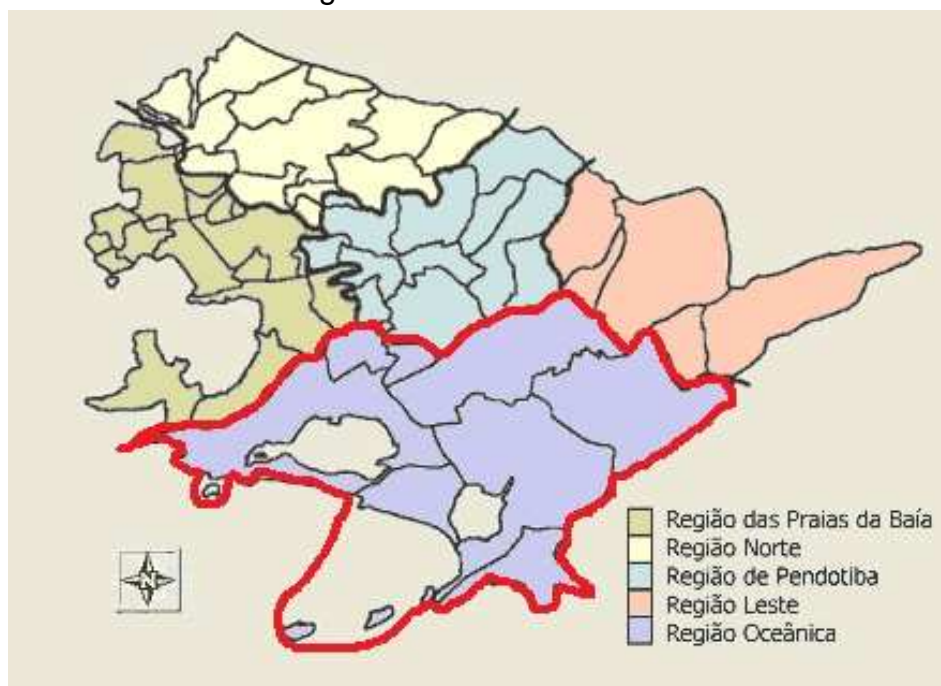 N
Região das Praias da Baía
Região Norte
Região de Pendotiba
Região Leste
Região Oceânica